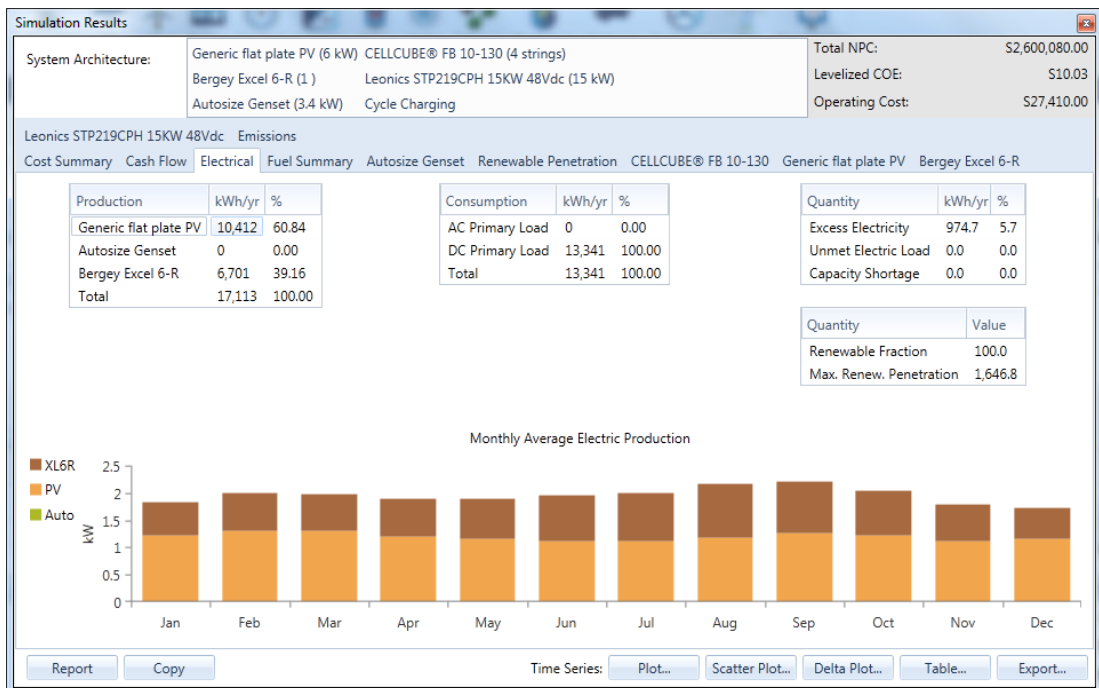 Simulation Results
System Architecture:
Generic flat plate PV (6 kW) CELLCUBE® FB 10-130 (4 strings)
Bergey Excel 6-R (1 ) Leonics STP219CPH 15KW 48Vdc (15 kW)
Autosize Genset (3.4 kW) Cycle Charging
Total NPC: S2,600,080.00
Levelized COE: S10.03
Operating Cost: S27,410.00
Leonics STP219CPH 15KW 48Vdc Emissions
Cost Summary Cash Flow Electrical Fuel Summary Autosize Genset Renewable Penetration CELLCUBE® FB 10-130 Generic flat plate PV Bergey Excel 6-R
Production kWh/yr %
Generic flat plate PV 10,412 60.84
Autosize Genset 0 0.00
Bergey Excel 6-R 6,701 39.16
Total 17,113 100.00
Consumption kWh/yr %
AC Primary Load 0 0.00
DC Primary Load 13,341 100.00
Total 13,341 100.00
Quantity kWh/yr %
Excess Electricity 974.7 5.7
Unmet Electric Load 0.0 0.0
Capacity Shortage 0.0 0.0
Quantity Value
Renewable Fraction 100.0
Max. Renew. Penetration 1,646.8
Monthly Average Electric Production
XL6R
PV
Auto
kW
2.5
2
1.5
1
0.5
0
Jan Feb Mar Apr May Jun Jul Aug Sep Oct Nov Dec
Report Copy Time Series: Plot... Scatter Plot... Delta Plot... Table... Export...